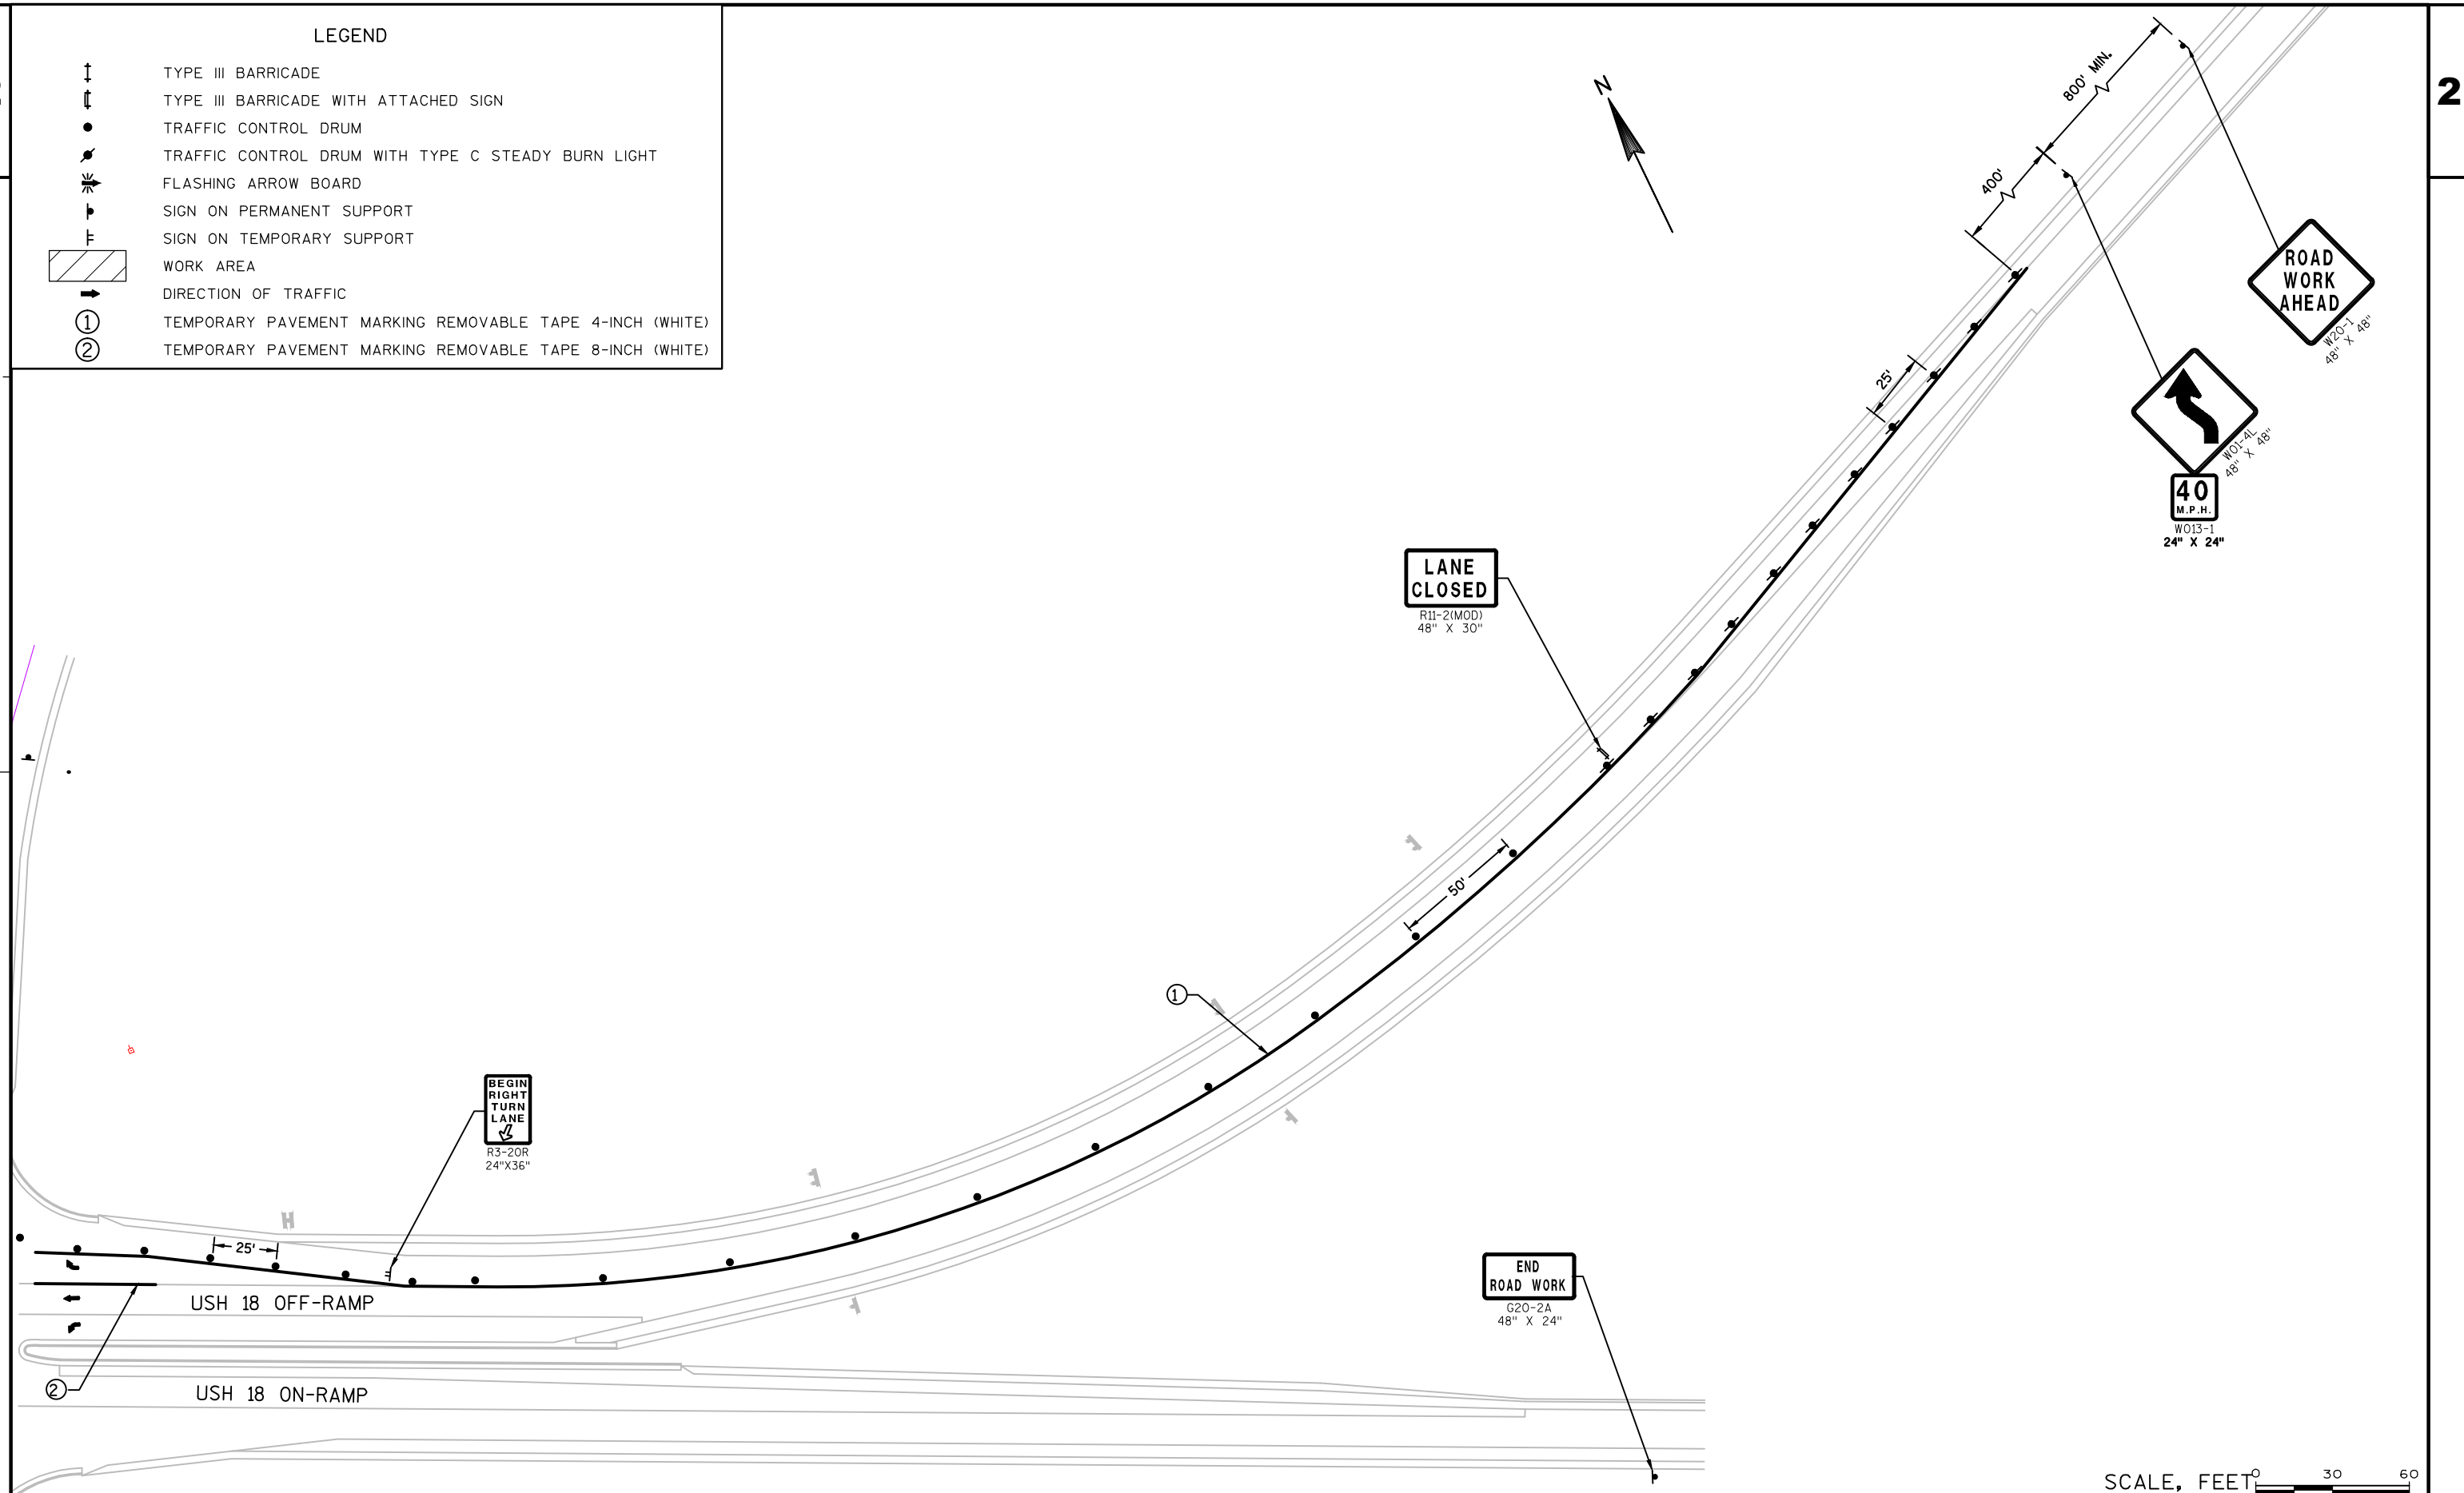 LEGEND
TYPE III BARRICADE
TYPE III BARRICADE WITH ATTACHED SIGN
TRAFFIC CONTROL DRUM
TRAFFIC CONTROL DRUM WITH TYPE C STEADY BURN LIGHT
FLASHING ARROW BOARD
SIGN ON PERMANENT SUPPORT
SIGN ON TEMPORARY SUPPORT
WORK AREA
DIRECTION OF TRAFFIC
1 TEMPORARY PAVEMENT MARKING REMOVABLE TAPE 4-INCH (WHITE)
2 TEMPORARY PAVEMENT MARKING REMOVABLE TAPE 8-INCH (WHITE)
2
N
800' MIN.
400'
ROAD
WORK
AHEAD
W20-1
48" X 48"
25'
W01-4L
48" X 48"
40
M.P.H.
W013-1
24" X 24"
LANE
CLOSED
R11-2(MOD)
48" X 30"
50'
1
BEGIN
RIGHT
TURN
LANE
R3-20R
24"X36"
25'
USH 18 OFF-RAMP
END
ROAD WORK
G20-2A
48" X 24"
2
USH 18 ON-RAMP
SCALE, FEET 0 30 60